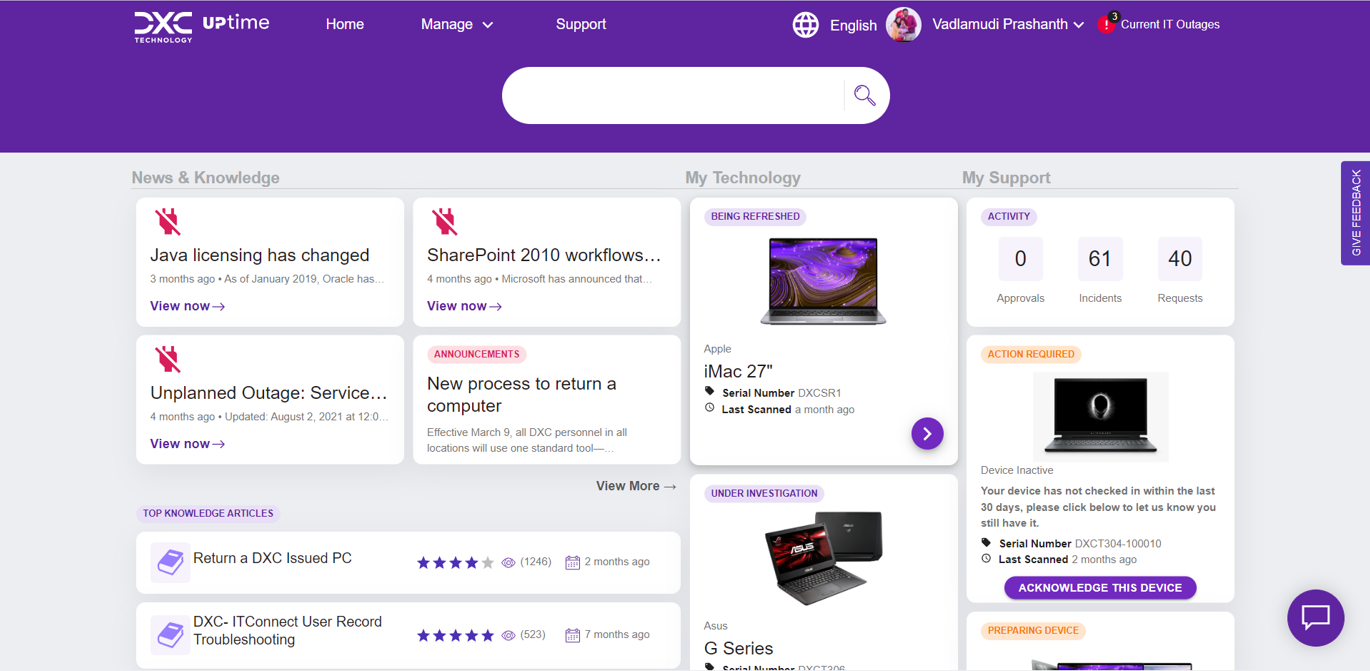 DXC TECHNOLOGY UPtime
Home
Manage
Support
English
Vadlamudi Prashanth
3
Current IT Outages
GIVE FEEDBACK
News & Knowledge
Java licensing has changed
3 months ago • As of January 2019, Oracle has...
View now→
SharePoint 2010 workflows...
4 months ago • Microsoft has announced that...
View now→
Unplanned Outage: Service...
4 months ago • Updated: August 2, 2021 at 12:0...
View now→
ANNOUNCEMENTS
New process to return a
computer
Effective March 9, all DXC personnel in all
locations will use one standard tool—...
View More →
TOP KNOWLEDGE ARTICLES
Return a DXC Issued PC
(1246)
2 months ago
DXC- ITConnect User Record
Troubleshooting
(523)
7 months ago
My Technology
BEING REFRESHED
Apple
iMac 27"
Serial Number DXCSR1
Last Scanned a month ago
UNDER INVESTIGATION
ASUS
Asus
G Series
Serial Number DXCT306
My Support
ACTIVITY
0
61
40
Approvals
Incidents
Requests
ACTION REQUIRED
Device Inactive
Your device has not checked in within the last
30 days, please click below to let us know you
still have it.
Serial Number DXCT304-100010
Last Scanned 2 months ago
ACKNOWLEDGE THIS DEVICE
PREPARING DEVICE